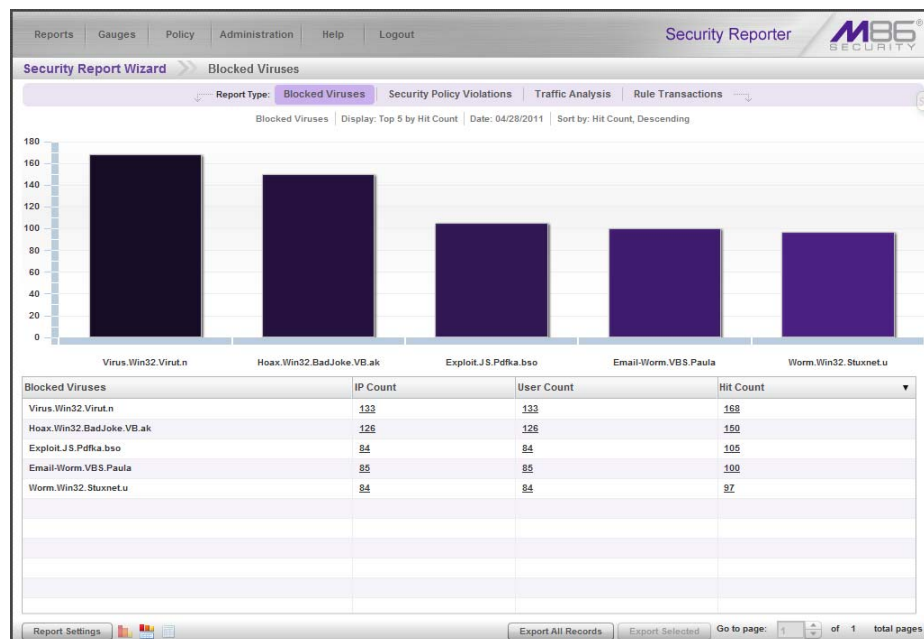 Reports Gauges Policy Administration Help Logout Security Reporter M86® SECURITY
Security Report Wizard Blocked Viruses
Report Type: Blocked Viruses Security Policy Violations Traffic Analysis Rule Transactions
Blocked Viruses | Display: Top 5 by Hit Count | Date: 04/28/2011 | Sort by: Hit Count, Descending
180
160
140
120
100
80
60
40
20
0
Virus.Win32.Virut.n Hoax.Win32.BadJoke.VB.ak Exploit.JS.Pdfka.bso Email-Worm.VBS.Paula Worm.Win32.Stuxnet.u
Blocked Viruses IP Count User Count Hit Count
Virus.Win32.Virut.n 133 133 168
Hoax.Win32.BadJoke.VB.ak 126 126 150
Exploit.JS.Pdfka.bso 84 84 105
Email-Worm.VBS.Paula 85 85 100
Worm.Win32.Stuxnet.u 84 84 97
Report Settings Export All Records Export Selected Go to page: 1 of 1 total pages